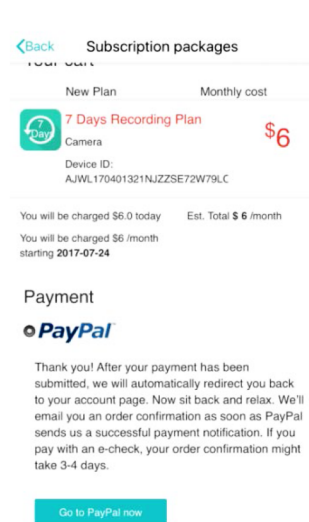 Back
Subscription packages
Your cart
New Plan
Monthly cost
7 Days Recording Plan
$6
7
Days
Camera
Device ID:
AJWL170401321NJZZSE72W79LC
You will be charged $6.0 today
Est. Total $ 6 /month
You will be charged $6 /month
starting 2017-07-24
Payment
PayPal
Thank you! After your payment has been
submitted, we will automatically redirect you back
to your account page. Now sit back and relax. We'll
email you an order confirmation as soon as PayPal
sends us a successful payment notification. If you
pay with an e-check, your order confirmation might
take 3-4 days.
Go to PayPal now